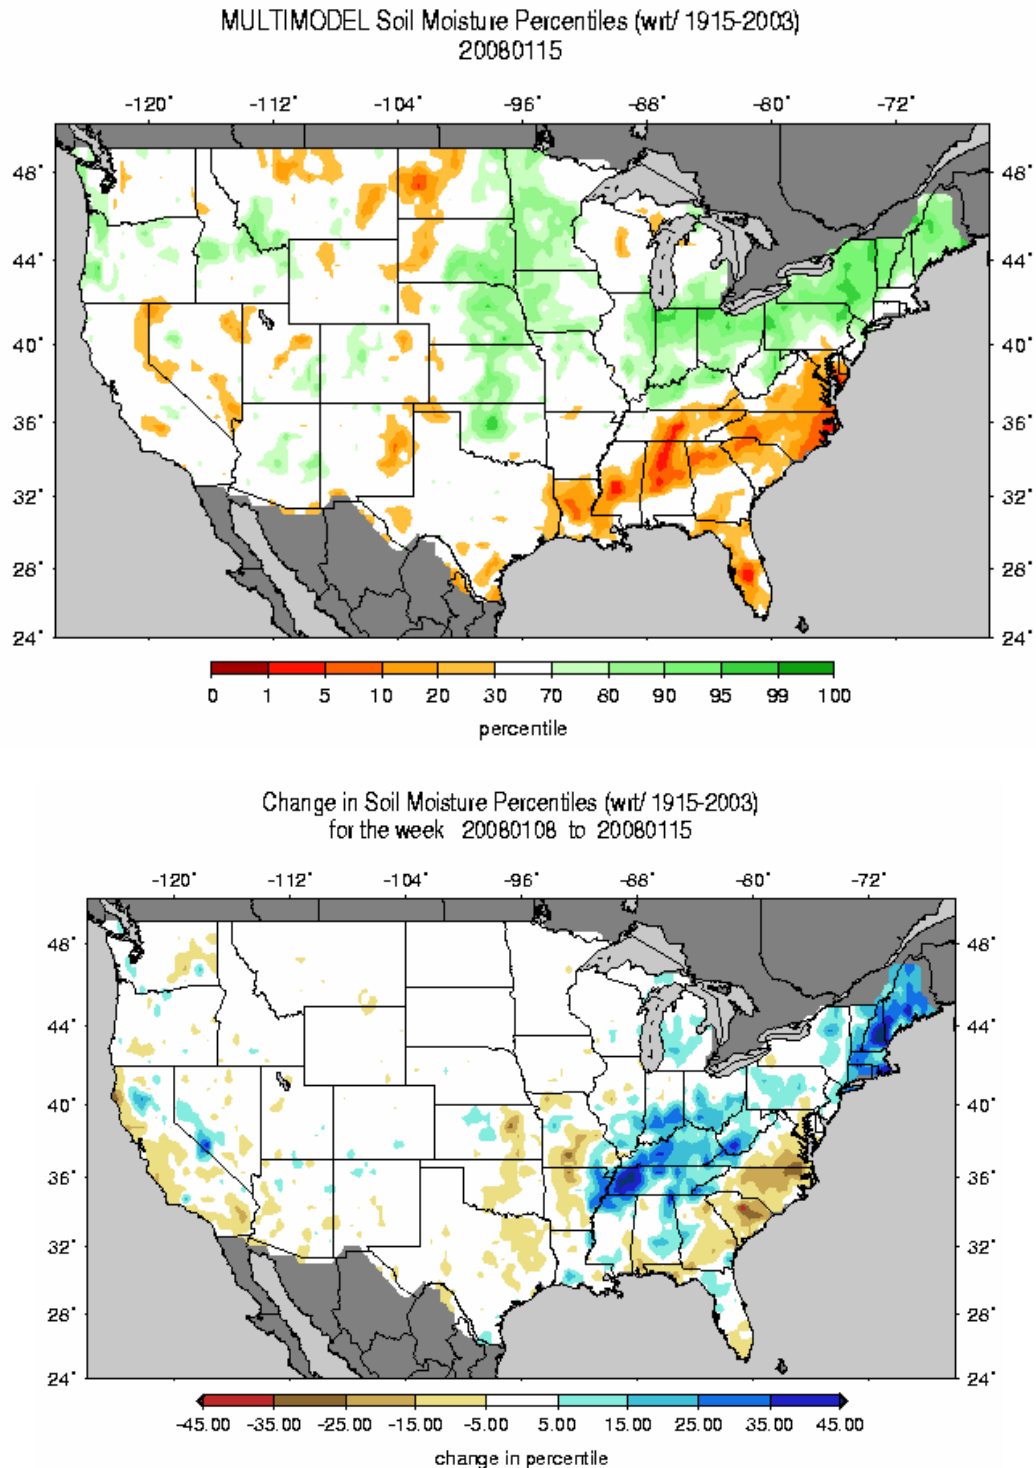 MULTIMODEL Soil Moisture Percentiles (wrt/ 1915-2003)
20080115
-120° -112° -104° -96° -88° -80° -72°
48° 48°
44° 44°
40° 40°
36° 36°
32° 32°
28° 28°
24° 24°
0 1 5 10 20 30 70 80 90 95 99 100
percentile
Change in Soil Moisture Percentiles (wrt/ 1915-2003)
for the week 20080108 to 20080115
-120° -112° -104° -96° -88° -80° -72°
48° 48°
44° 44°
40° 40°
36° 36°
32° 32°
28° 28°
24° 24°
-45.00 -35.00 -25.00 -15.00 -5.00 5.00 15.00 25.00 35.00 45.00
change in percentile